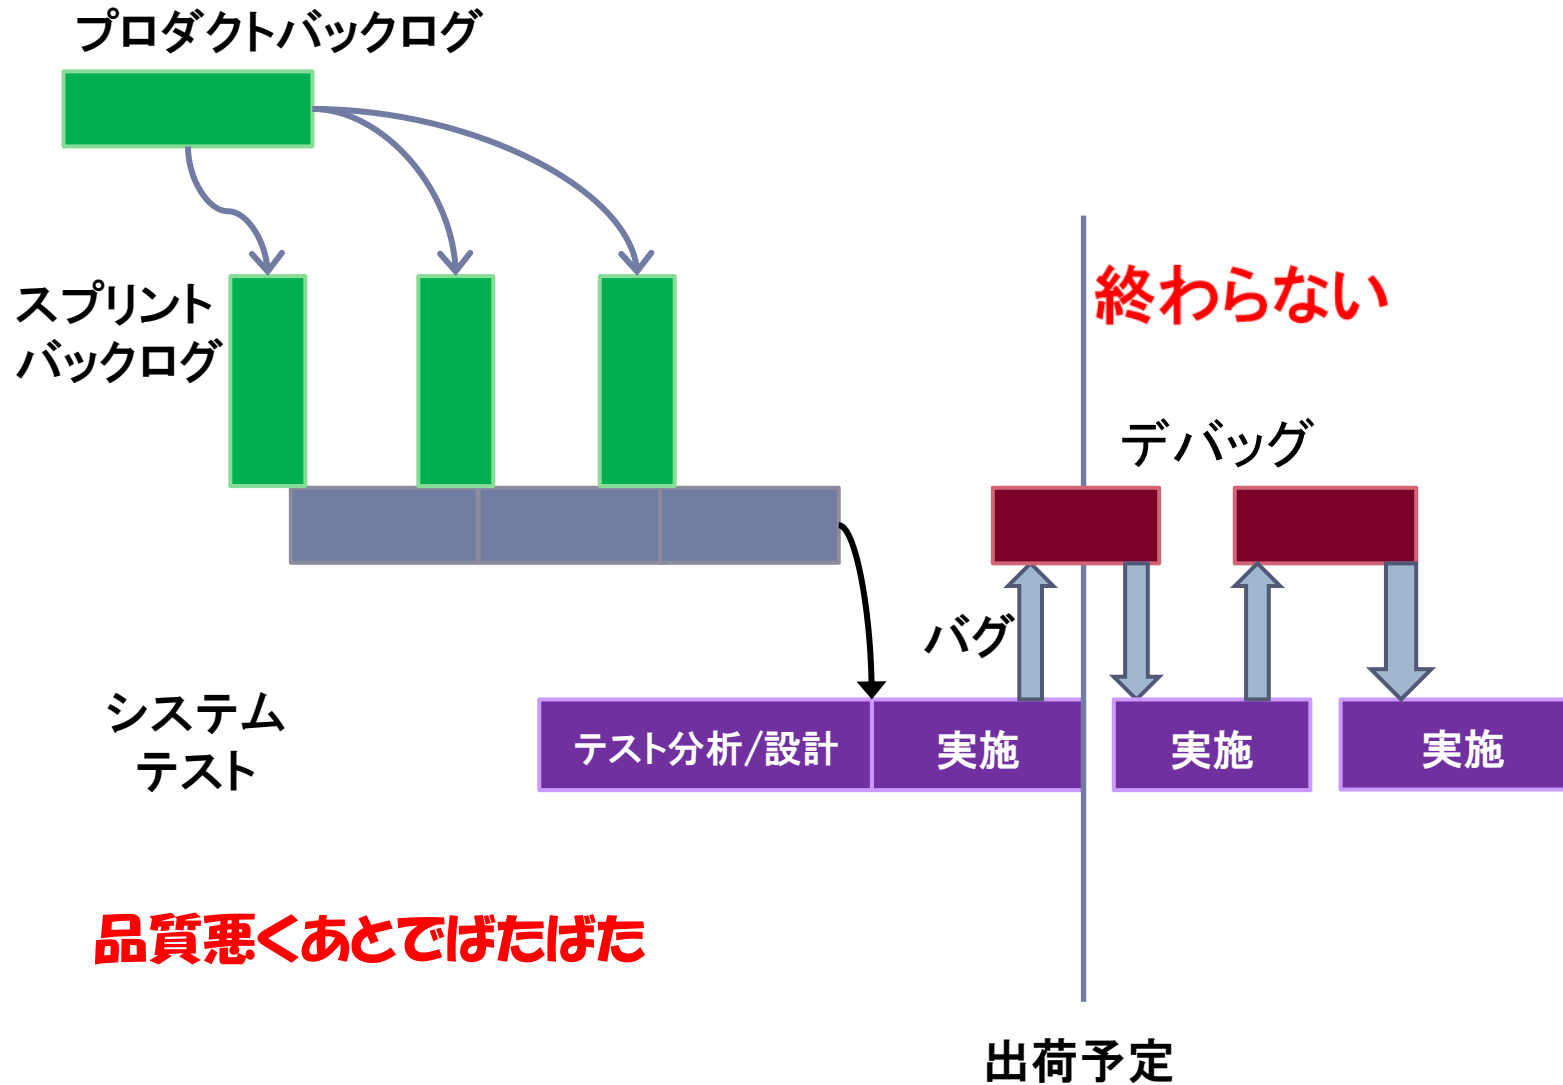 プロダクトバックログ
スプリント
バックログ
終わらない
デバッグ
バグ
システム
テスト
テスト分析/設計
実施
実施
実施
品質悪くあとでばたばた
出荷予定